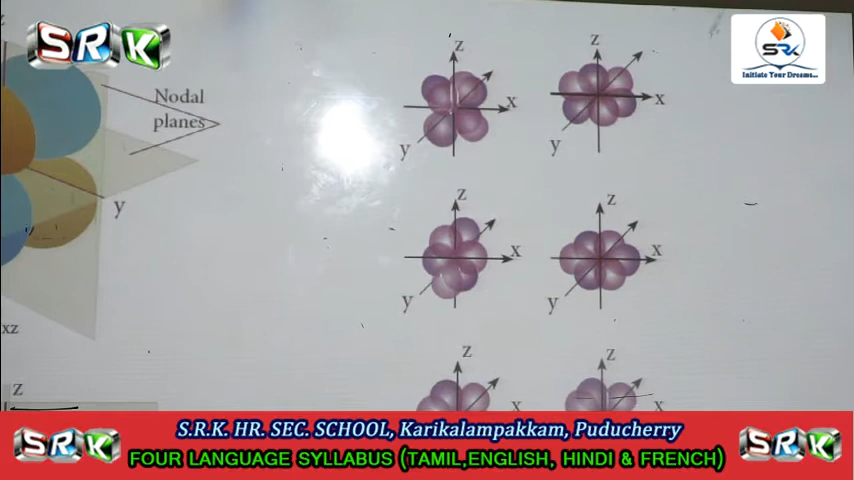 z
SRK
SRK
Initiate Your Dreams...
Nodal
planes
y
xz
z
z
x
y
z
x
y
z
x
y
z
x
y
z
x
z
x
SRK
S.R.K. HR. SEC. SCHOOL, Karikalampakkam, Puducherry
FOUR LANGUAGE SYLLABUS (TAMIL,ENGLISH, HINDI & FRENCH)
SRK